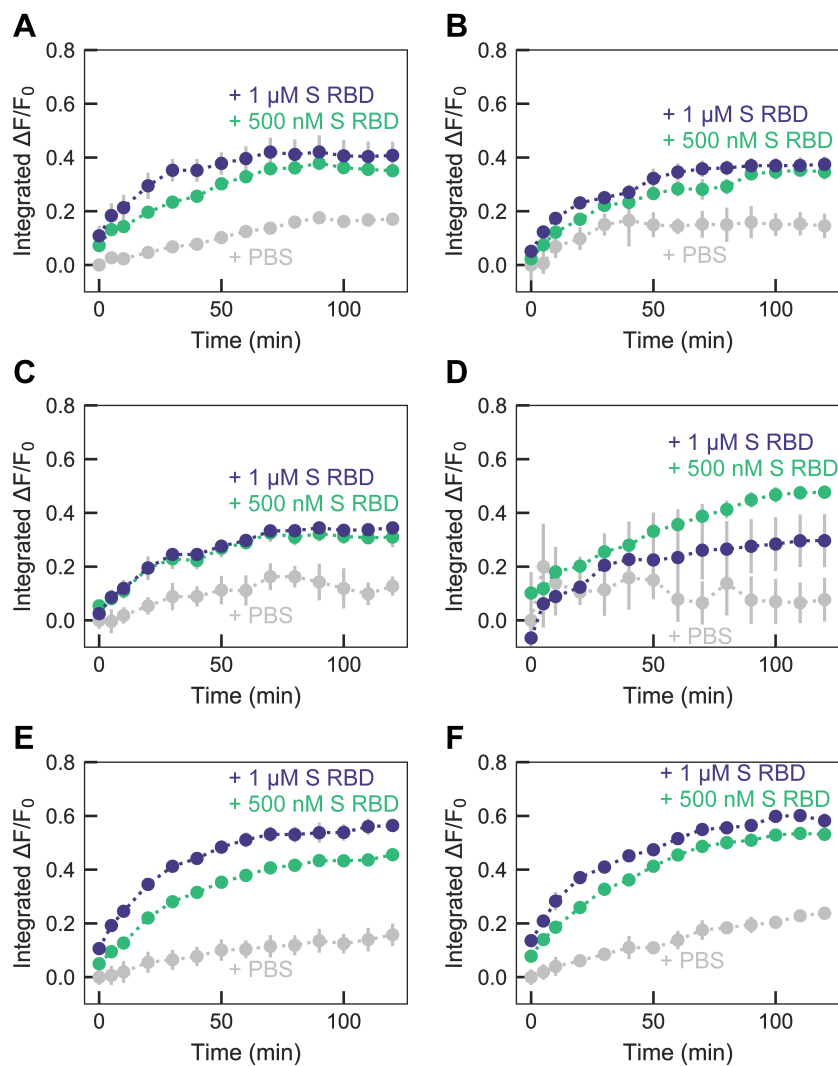 A
0.8
0.6
0.4
0.2
0.0
Integrated ΔF/F0
+ 1 µM S RBD
+ 500 nM S RBD
+ PBS
0
50
100
Time (min)
B
0.8
0.6
0.4
0.2
0.0
Integrated ΔF/F0
+ 1 µM S RBD
+ 500 nM S RBD
+ PBS
0
50
100
Time (min)
C
0.8
0.6
0.4
0.2
0.0
Integrated ΔF/F0
+ 1 µM S RBD
+ 500 nM S RBD
+ PBS
0
50
100
Time (min)
D
0.8
0.6
0.4
0.2
0.0
Integrated ΔF/F0
+ 1 µM S RBD
+ 500 nM S RBD
+ PBS
0
50
100
Time (min)
E
0.8
0.6
0.4
0.2
0.0
Integrated ΔF/F0
+ 1 µM S RBD
+ 500 nM S RBD
+ PBS
0
50
100
Time (min)
F
0.8
0.6
0.4
0.2
0.0
Integrated ΔF/F0
+ 1 µM S RBD
+ 500 nM S RBD
+ PBS
0
50
100
Time (min)